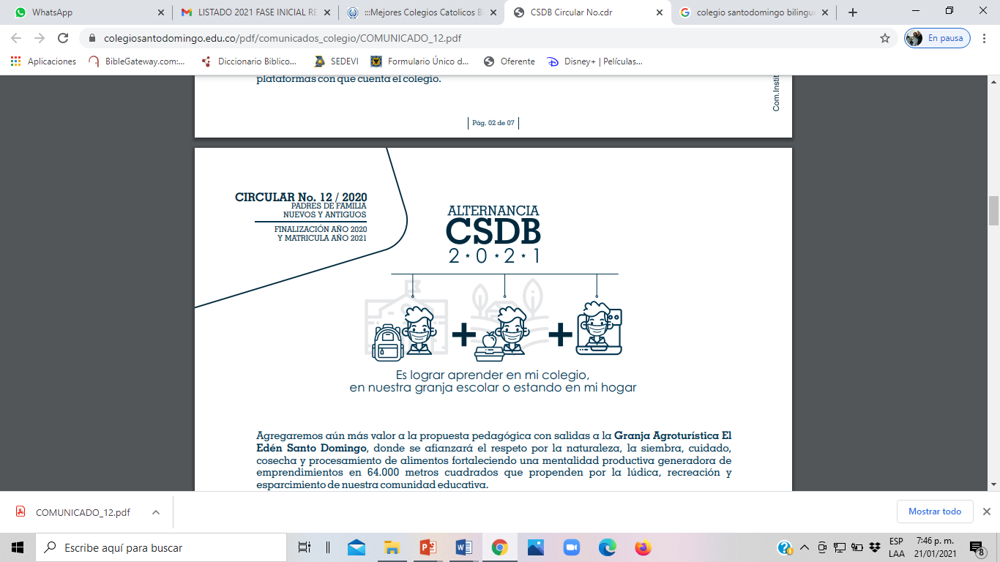 WhatsApp
LISTADO 2021 FASE INICIAL RE
:::Mejores Colegios Catolicos B
CSDB Circular No.cdr
colegio santodomingo bilingu
colegiosantodomingo.edu.co/pdf/comunicados_colegio/COMUNICADO_12.pdf
En pausa
Aplicaciones
BibleGateway.com:...
Diccionario Biblico...
SEDEVI
Formulario Único d...
Oferente
Disney+ | Películas...
plataformas con que cuenta el colegio.
Com.Instit
Pág. 02 de 07
CIRCULAR No. 12 / 2020
PADRES DE FAMILIA
NUEVOS Y ANTIGUOS
FINALIZACIÓN AÑO 2020
Y MATRICULA AÑO 2021
ALTERNANCIA
CSDB
2 · 0 · 2 · 1
Es lograr aprender en mi colegio,
en nuestra granja escolar o estando en mi hogar
Agregaremos aún más valor a la propuesta pedagógica con salidas a la Granja Agroturística El
Edén Santo Domingo, donde se afianzará el respeto por la naturaleza, la siembra, cuidado,
cosecha y procesamiento de alimentos fortaleciendo una mentalidad productiva generadora de
emprendimientos en 64.000 metros cuadrados que propenden por la lúdica, recreación y
esparcimiento de nuestra comunidad educativa.
COMUNICADO_12.pdf
Mostrar todo
Escribe aquí para buscar
ESP
LAA
7:46 p. m.
21/01/2021
8